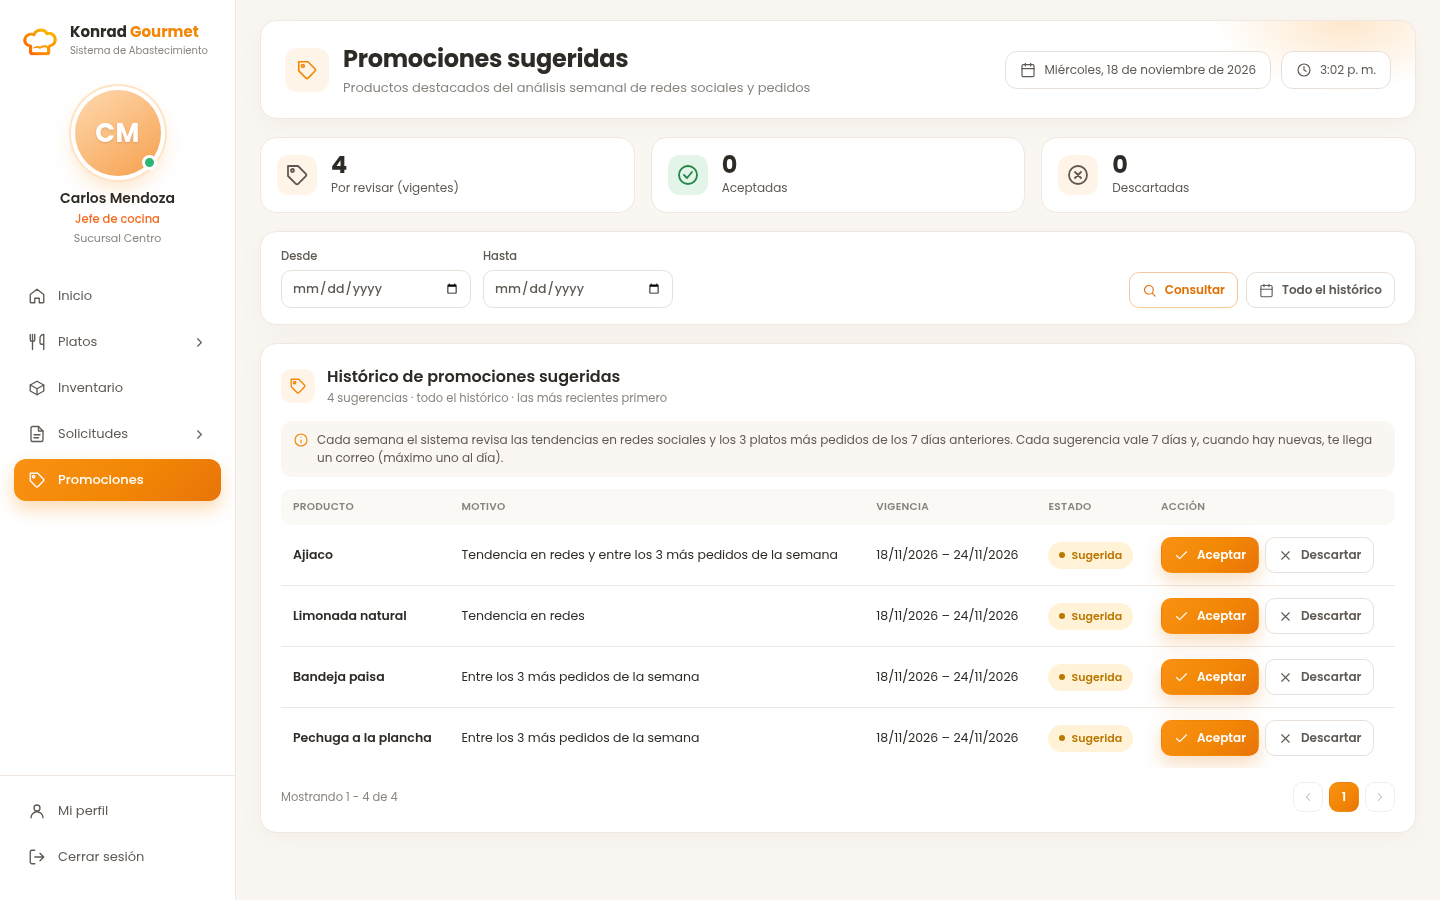 Konrad Gourmet
Sistema de Abastecimiento
CM
Carlos Mendoza
Jefe de cocina
Sucursal Centro
Inicio
Platos
Inventario
Solicitudes
Promociones
Mi perfil
Cerrar sesión
Promociones sugeridas
Productos destacados del análisis semanal de redes sociales y pedidos
Miércoles, 18 de noviembre de 2026
3:02 p. m.
4
Por revisar (vigentes)
0
Aceptadas
0
Descartadas
Desde
Hasta
mm/dd/yyyy
mm/dd/yyyy
Consultar
Todo el histórico
Histórico de promociones sugeridas
4 sugerencias · todo el histórico · las más recientes primero
Cada semana el sistema revisa las tendencias en redes sociales y los 3 platos más pedidos de los 7 días anteriores. Cada sugerencia vale 7 días y, cuando hay nuevas, te llega
un correo (máximo uno al día).
PRODUCTO MOTIVO VIGENCIA ESTADO ACCIÓN
Ajiaco Tendencia en redes y entre los 3 más pedidos de la semana 18/11/2026 – 24/11/2026 Sugerida Aceptar Descartar
Limonada natural Tendencia en redes 18/11/2026 – 24/11/2026 Sugerida Aceptar Descartar
Bandeja paisa Entre los 3 más pedidos de la semana 18/11/2026 – 24/11/2026 Sugerida Aceptar Descartar
Pechuga a la plancha Entre los 3 más pedidos de la semana 18/11/2026 – 24/11/2026 Sugerida Aceptar Descartar
Mostrando 1 - 4 de 4
1